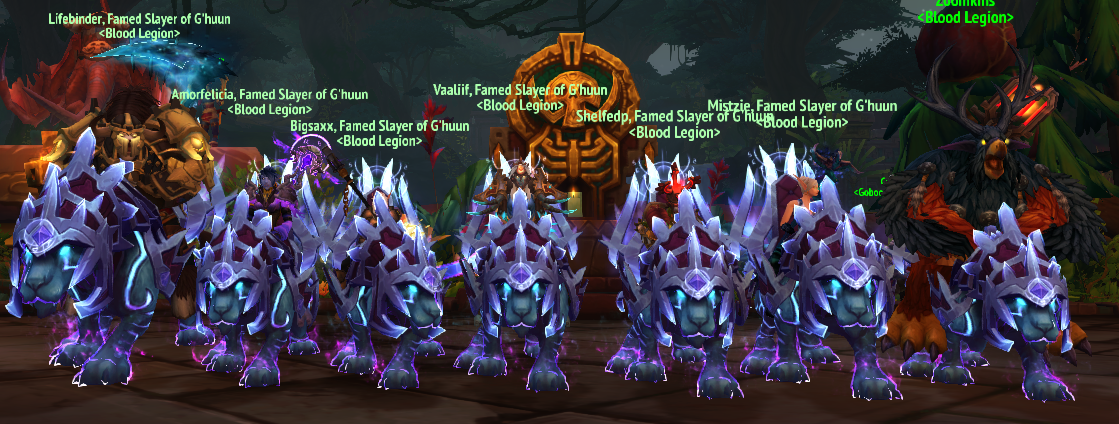 Lifebinder, Famed Slayer of G'huun
<Blood Legion>
Zoomkins
<Blood Legion>
Amorfelicia, Famed Slayer of G'huun
<Blood Legion>
Vaaliif, Famed Slayer of G'huun
<Blood Legion>
Bigsaxx, Famed Slayer of G'huun
<Blood Legion>
Shelfedp, Famed Slayer of G'huun
<Blood Legion>
Mistzie, Famed Slayer of G'huun
<Blood Legion>